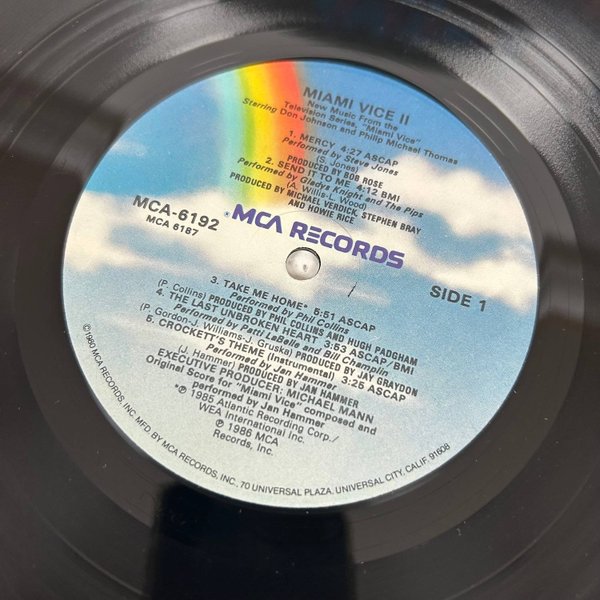 MIAMI VICE II
New Music From the
Television Series, "Miami Vice"
Starring Don Johnson and Philip Michael Thomas
1. MERCY 4:27 ASCAP
Performed by Steve Jones
(S. Jones)
PRODUCED BY BOB ROSE
2. SEND IT TO ME 4:12 BMI
Performed by Gladys Knight and The Pips
(A. Willis-L. Wood)
PRODUCED BY MICHAEL VERDICK, STEPHEN BRAY
AND HOWIE RICE
MCA-6192
MCA 6187
MCA RECORDS
SIDE 1
3. TAKE ME HOME* 5:51 ASCAP
Performed by Phil Collins
(P. Collins) PRODUCED BY PHIL COLLINS AND HUGH PADGHAM
4. THE LAST UNBROKEN HEART 3:53 ASCAP/BMI
Performed by Patti LaBelle and Bill Champlin
(P. Gordon-J. Williams-J. Gruska) PRODUCED BY JAY GRAYDON
5. CROCKETT'S THEME (Instrumental) 3:25 ASCAP
Performed by Jan Hammer
(J. Hammer) PRODUCED BY JAN HAMMER
EXECUTIVE PRODUCER: MICHAEL MANN
Original Score for "Miami Vice" composed and
performed by Jan Hammer
*℗ 1985 Atlantic Recording Corp./
WEA International Inc.
℗ 1986 MCA
Records, Inc.
©1980 MCA RECORDS, INC. MFD. BY MCA RECORDS, INC., 70 UNIVERSAL PLAZA, UNIVERSAL CITY, CALIF. 91608